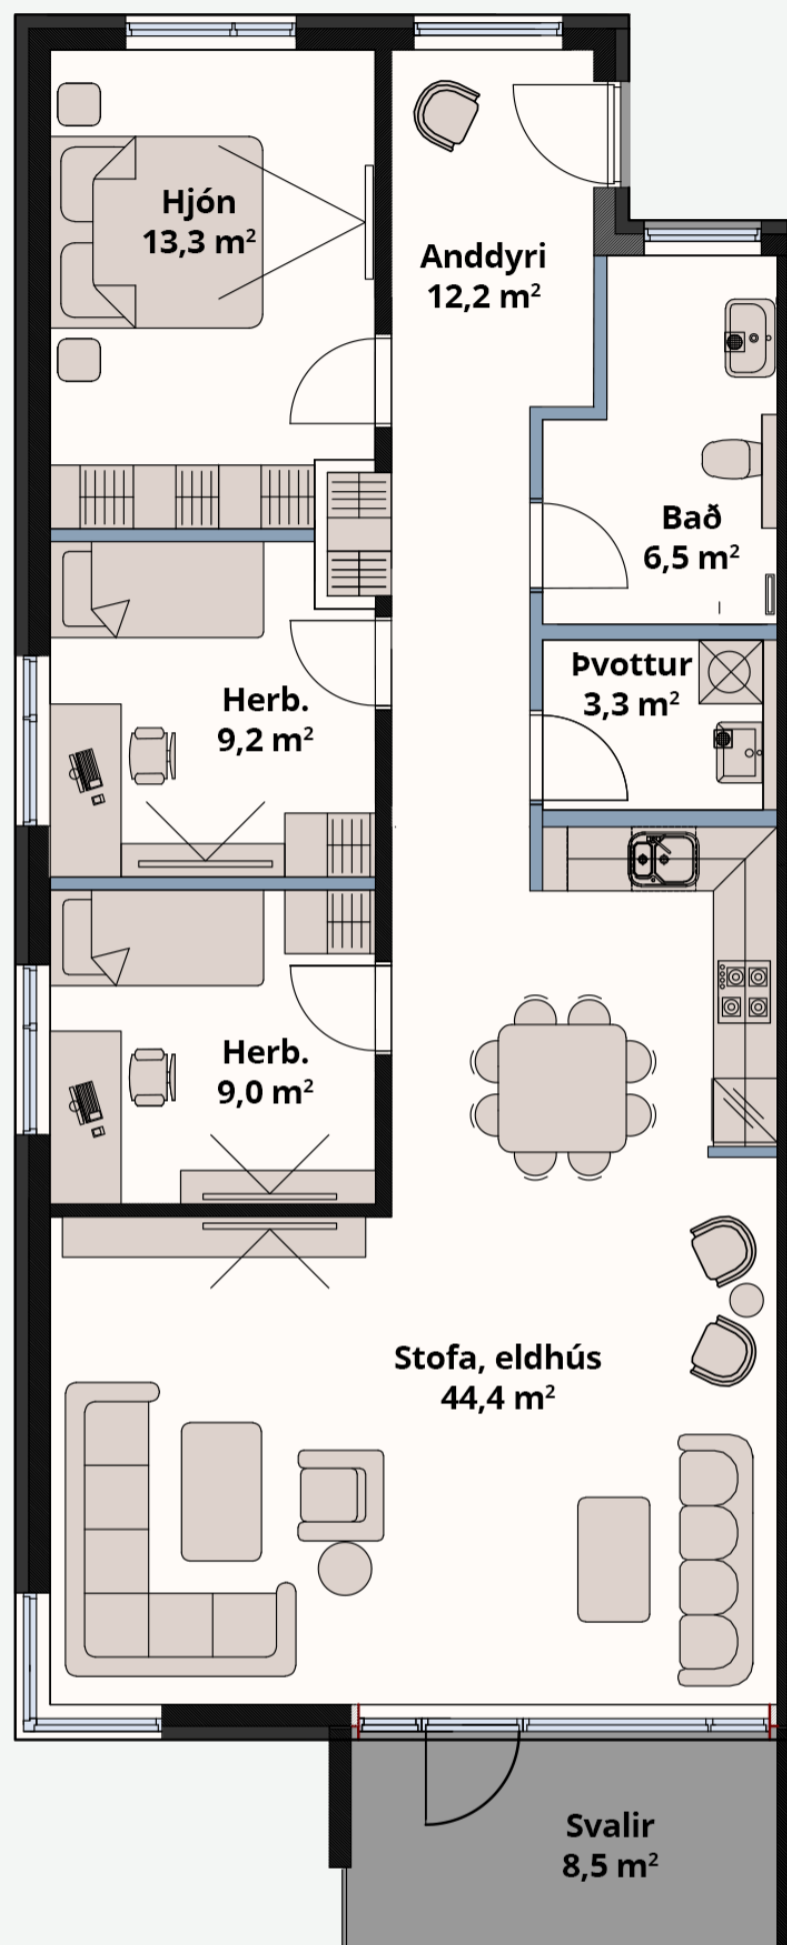 Hjón
13,3 m²
Anddyri
12,2 m²
Bað
6,5 m²
Þvottur
3,3 m²
Herb.
9,2 m²
Herb.
9,0 m²
Stofa, eldhús
44,4 m²
Svalir
8,5 m²